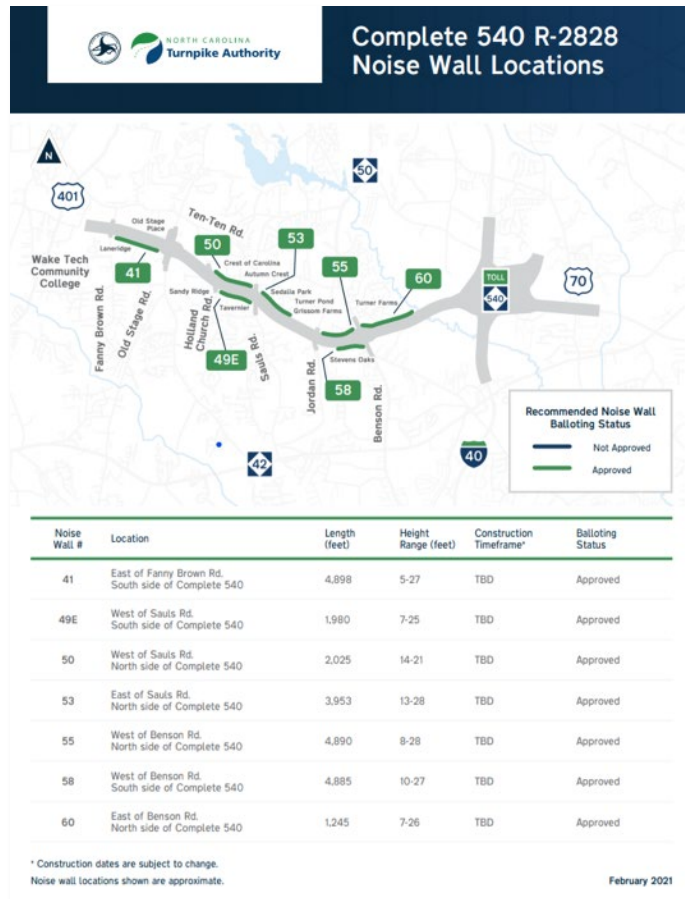 NORTH CAROLINA
Turnpike Authority
Complete 540 R-2828
Noise Wall Locations
N
50
401
Old Stage
Place
Ten-Ten Rd.
53
50
Laneridge
Crest of Carolina
55
Wake Tech
Community
College
41
Autumn Crest
60
TOLL
540
70
Sandy Ridge
Sedalia Park
Turner Pond
Turner Farms
Grissom Farms
Tavernier
Fanny Brown Rd.
Old Stage Rd.
Holland
Church Rd.
49E
Sauls Rd.
Stevens Oaks
Jordan Rd.
58
Benson Rd.
42
40
Recommended Noise Wall
Balloting Status
Not Approved
Approved
Noise Wall # Location Length (feet) Height Range (feet) Construction Timeframe* Balloting Status
41 East of Fanny Brown Rd. 4,898 5-27 TBD Approved
South side of Complete 540
49E West of Sauls Rd. 1,980 7-25 TBD Approved
South side of Complete 540
50 West of Sauls Rd. 2,025 14-21 TBD Approved
North side of Complete 540
53 East of Sauls Rd. 3,953 13-28 TBD Approved
North side of Complete 540
55 West of Benson Rd. 4,890 8-28 TBD Approved
North side of Complete 540
58 West of Benson Rd. 4,885 10-27 TBD Approved
South side of Complete 540
60 East of Benson Rd. 1,245 7-26 TBD Approved
North side of Complete 540
* Construction dates are subject to change.
Noise wall locations shown are approximate. February 2021